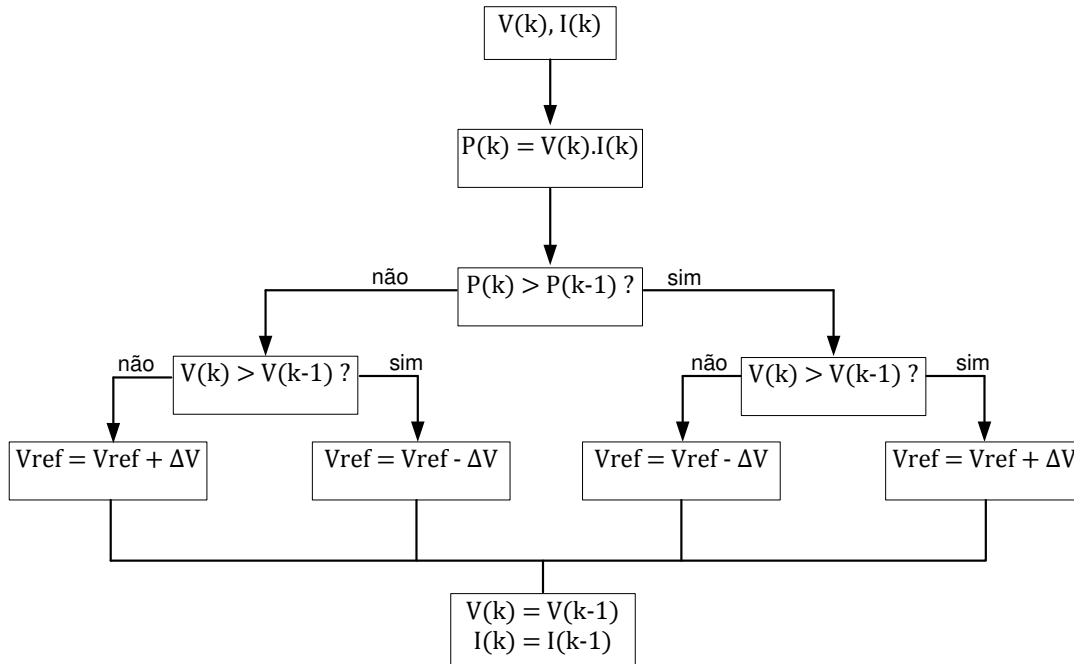 V(k), I(k)
P(k) = V(k).I(k)
não
P(k) > P(k-1) ?
sim
não
V(k) > V(k-1) ?
sim
não
V(k) > V(k-1) ?
sim
Vref = Vref + ΔV
Vref = Vref - ΔV
Vref = Vref - ΔV
Vref = Vref + ΔV
V(k) = V(k-1)
I(k) = I(k-1)